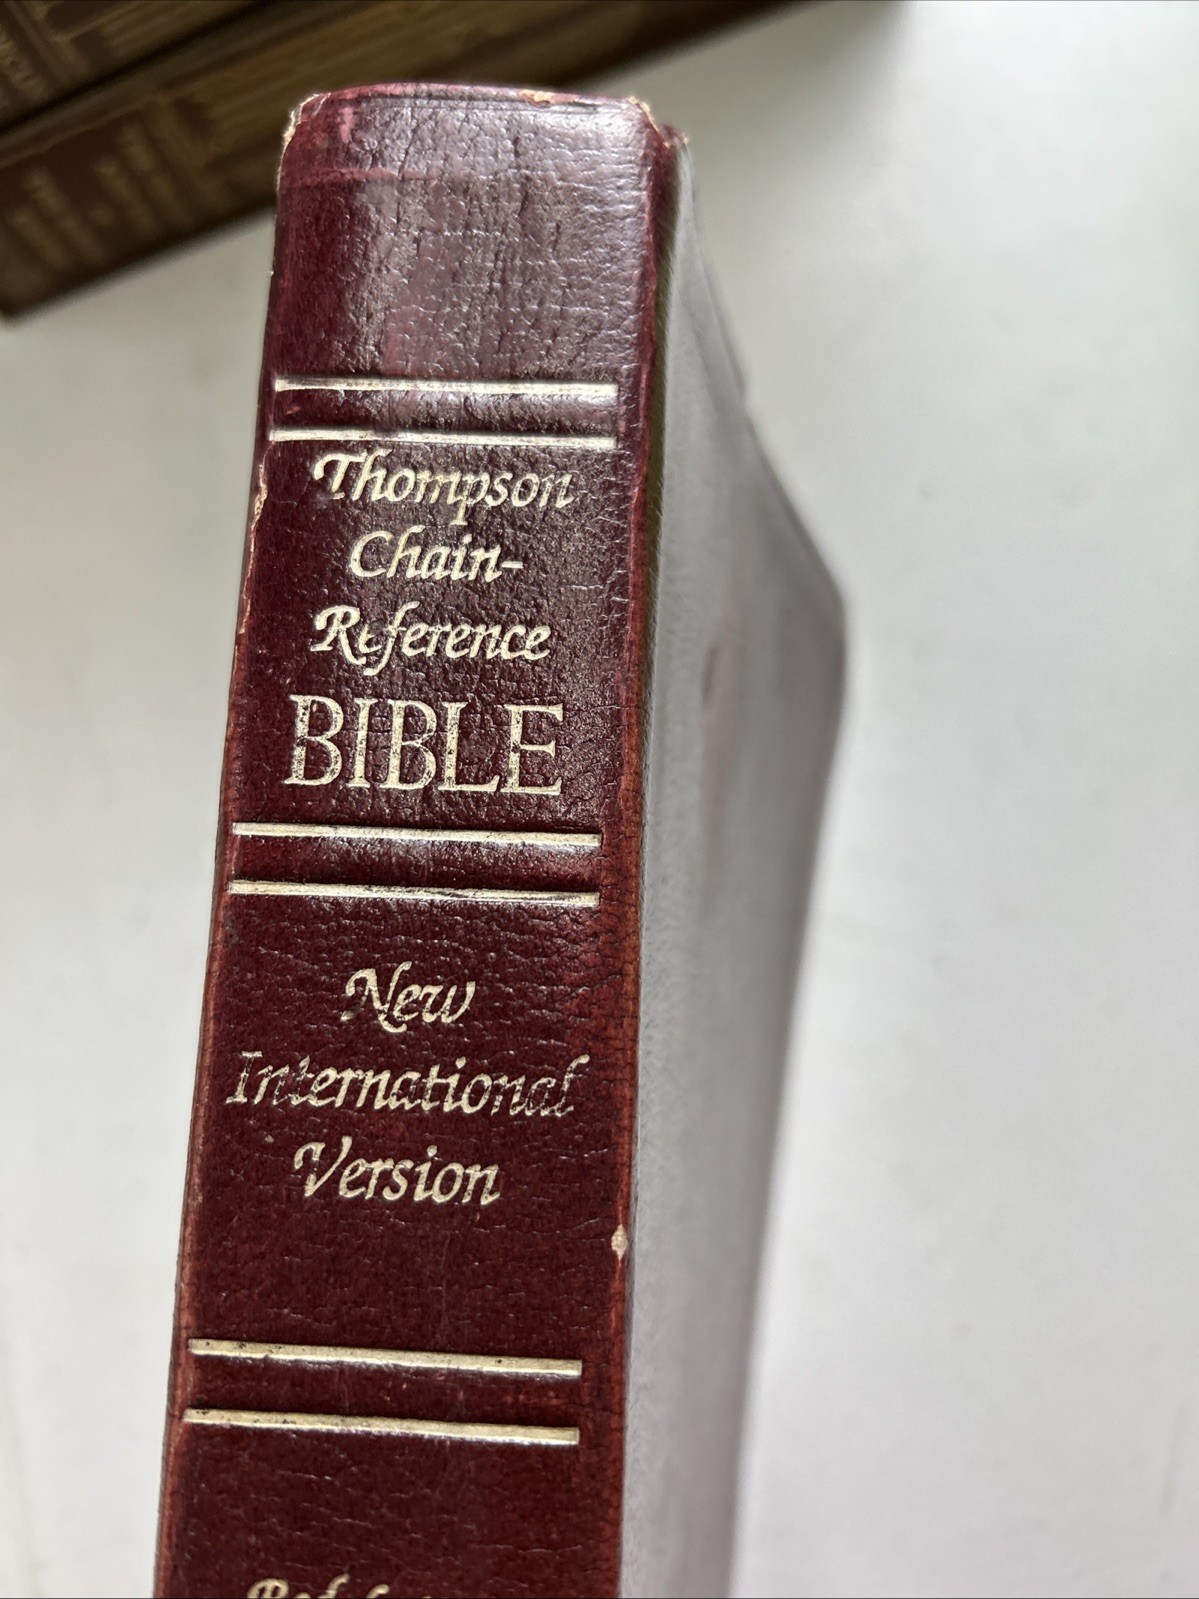 Thompson
Chain-
Reference
BIBLE
New
International
Version